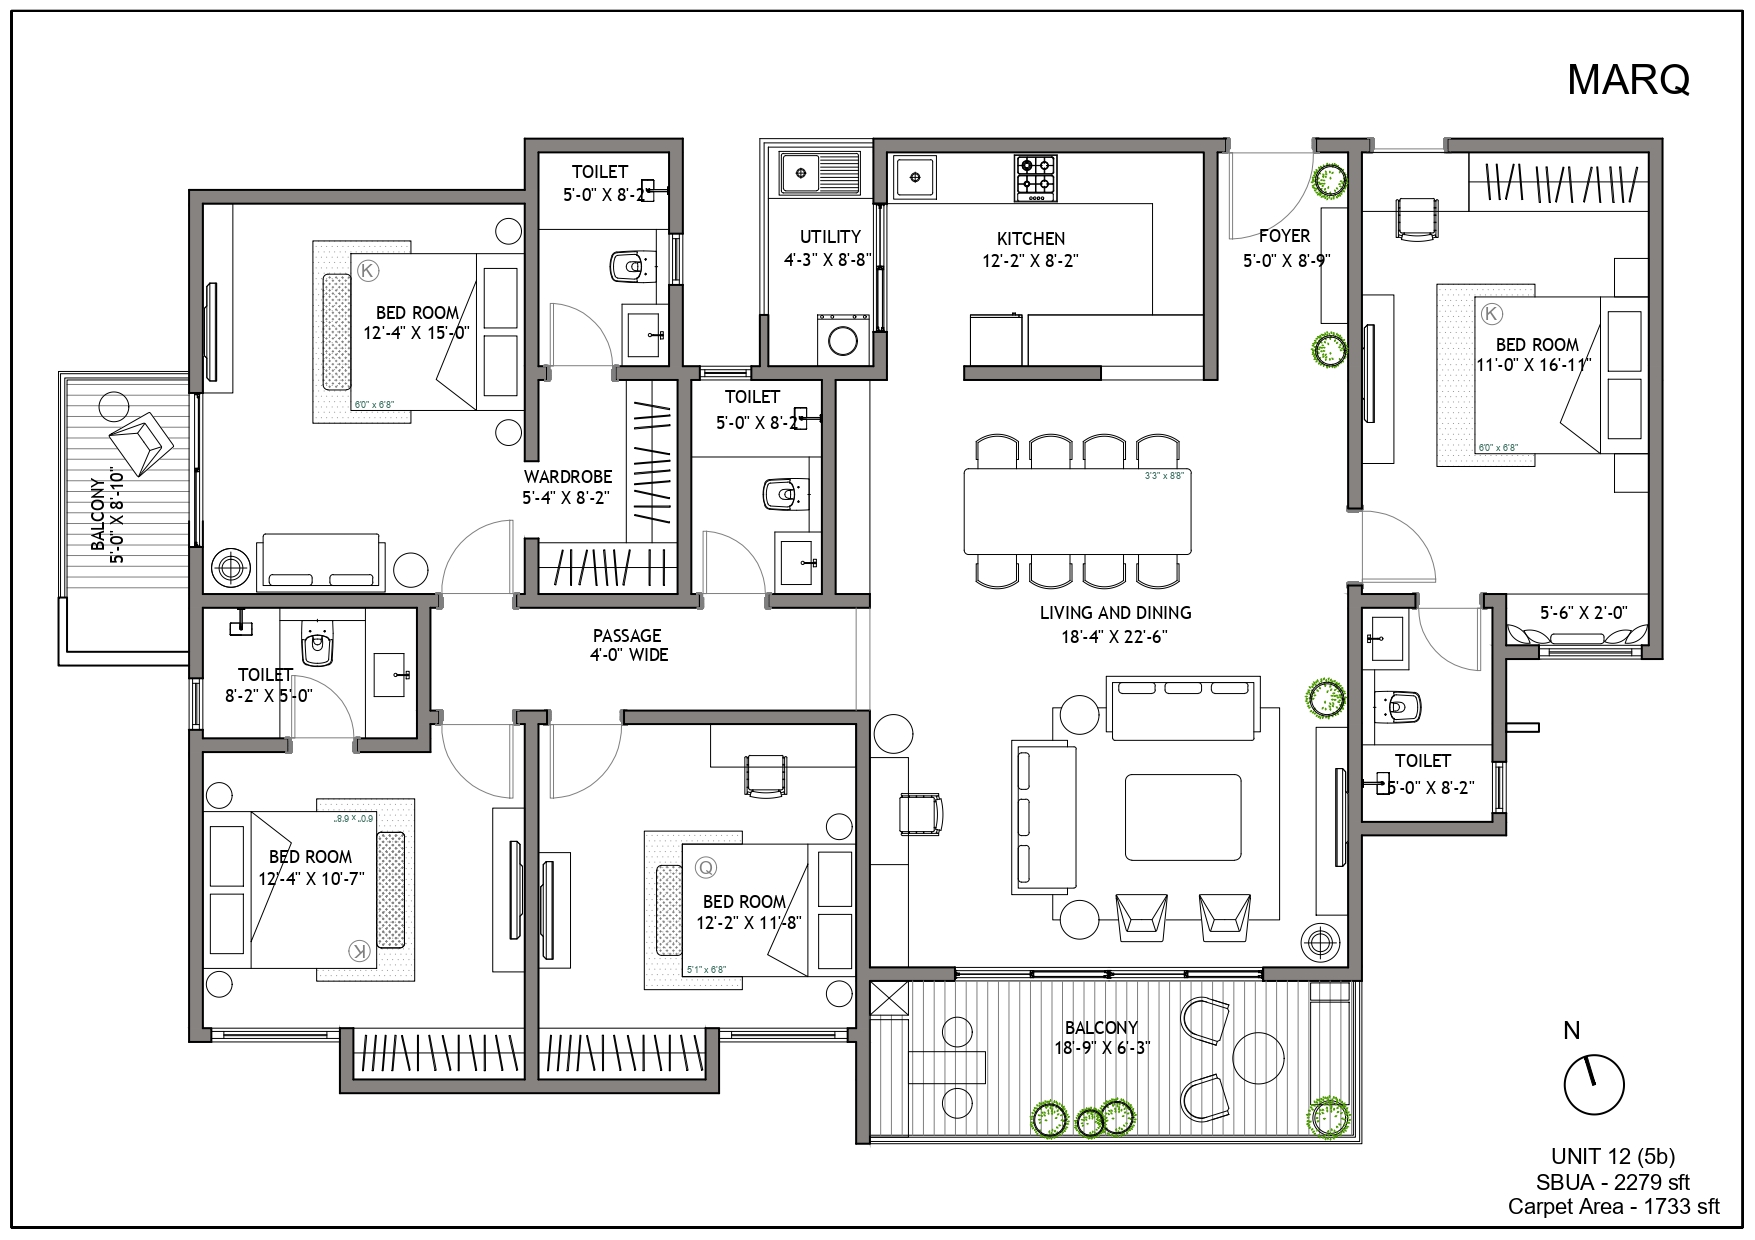 MARQ
TOILET
5'-0" X 8'-2"
UTILITY
4'-3" X 8'-8"
KITCHEN
12'-2" X 8'-2"
FOYER
5'-0" X 8'-9"
K
BED ROOM
12'-4" X 15'-0"
6'0" x 6'8"
K
BED ROOM
11'-0" X 16'-11"
6'0" x 6'8"
TOILET
5'-0" X 8'-2"
WARDROBE
5'-4" X 8'-2"
BALCONY
5'-0" X 8'-10"
3'3" x 8'8"
LIVING AND DINING
18'-4" X 22'-6"
5'-6" X 2'-0"
PASSAGE
4'-0" WIDE
TOILET
8'-2" X 5'-0"
TOILET
5'-0" X 8'-2"
6'0" x 6'8"
BED ROOM
12'-4" X 10'-7"
K
Q
BED ROOM
12'-2" X 11'-8"
5'1" x 6'8"
BALCONY
18'-9" X 6'-3"
N
UNIT 12 (5b)
SBUA - 2279 sft
Carpet Area - 1733 sft